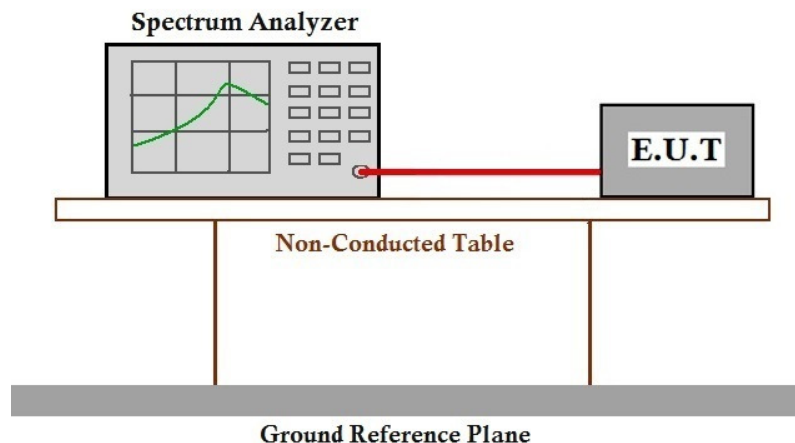 Spectrum Analyzer
E.U.T
Non-Conducted Table
Ground Reference Plane